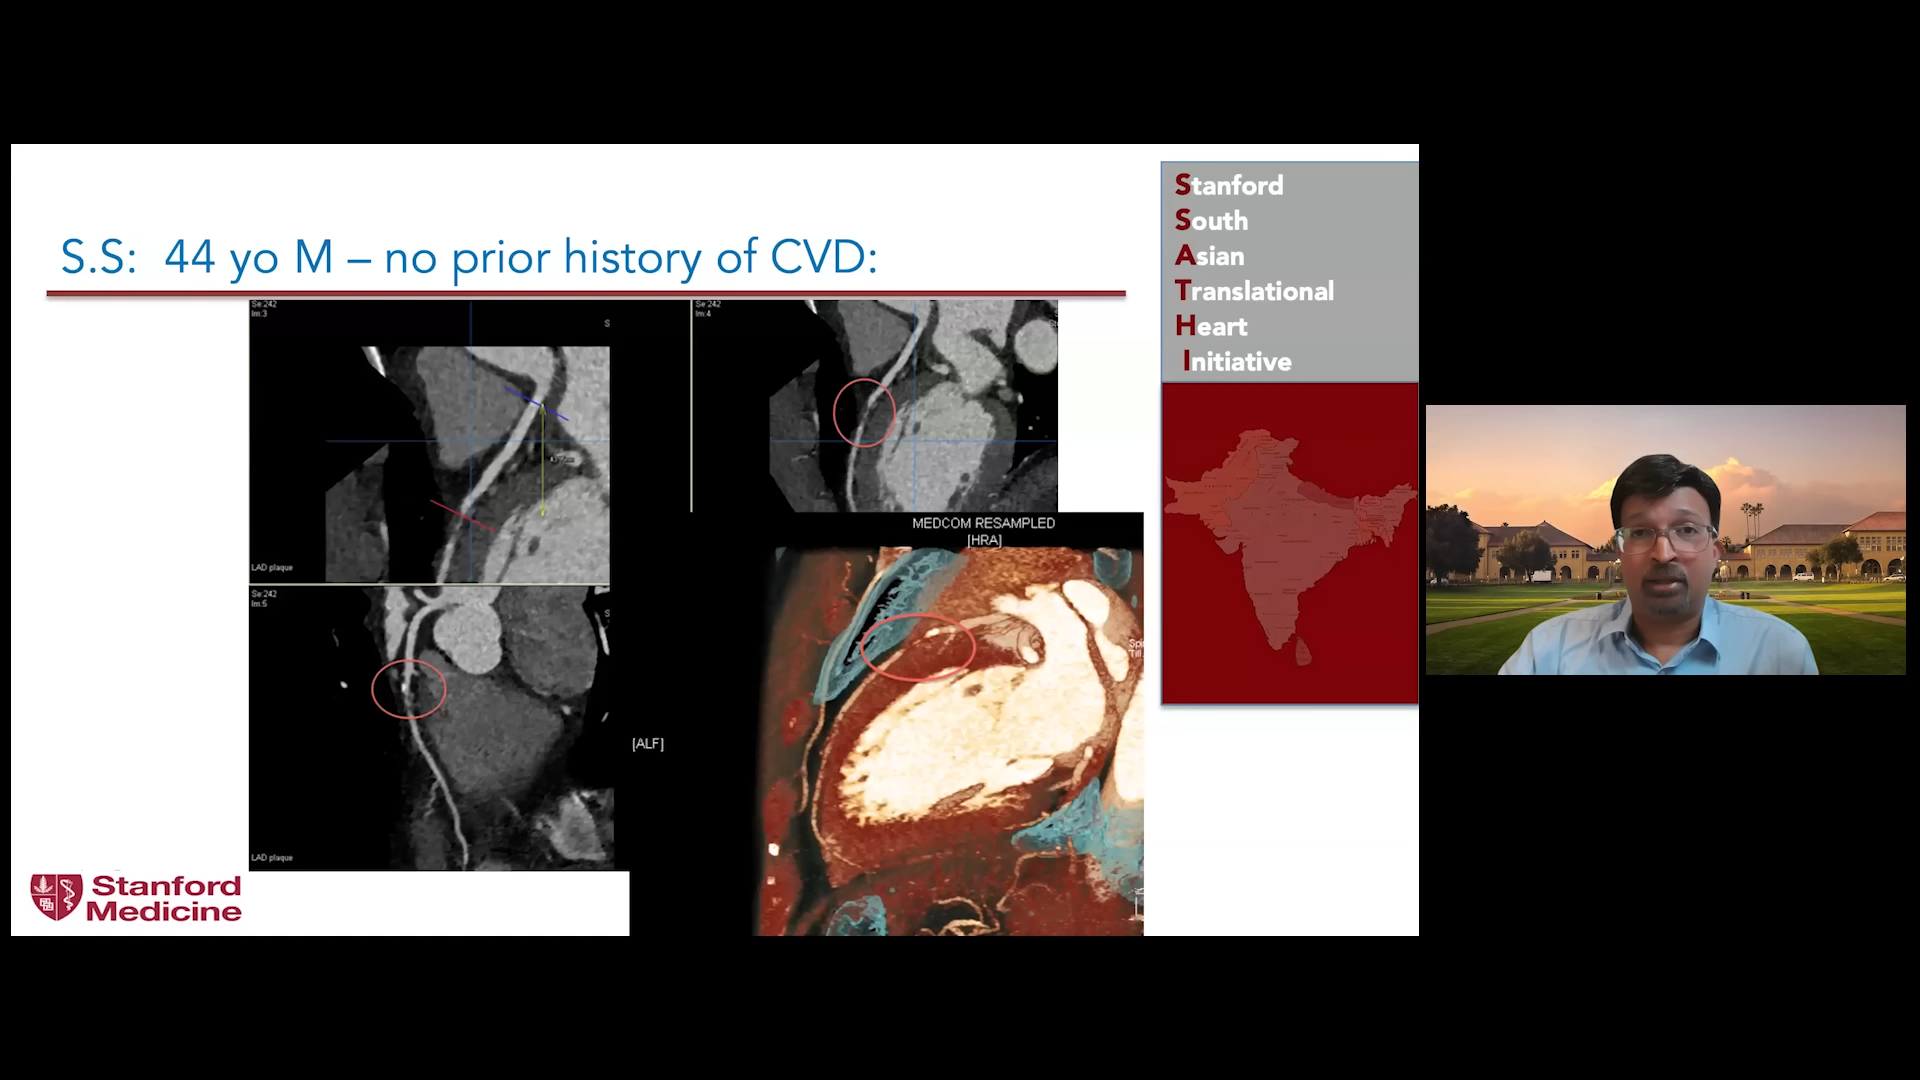 S.S: 44 yo M – no prior history of CVD:
Se:242
Im:3
S
LAD plaque
Se:242
Im:4
Se:242
Im:5
S
LAD plaque
[ALF]
MEDCOM RESAMPLED
[HRA]
Stanford
South
Asian
Translational
Heart
Initiative
Stanford
Medicine